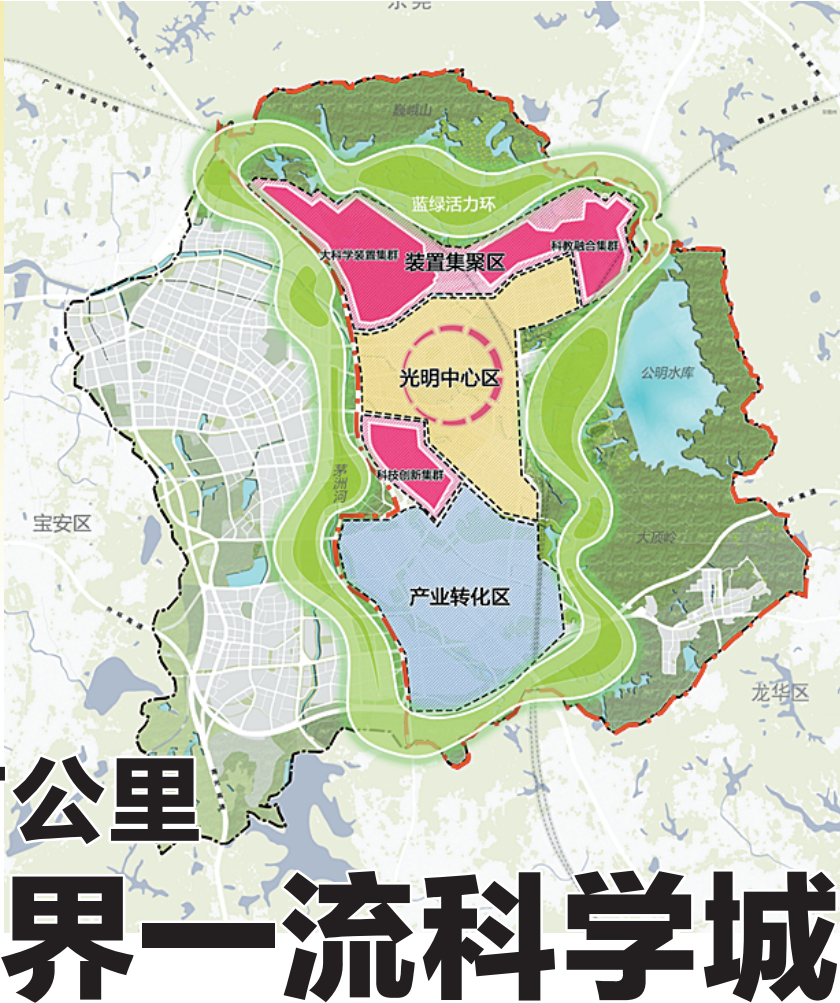 东莞
巍峨山
蓝绿活力环
大科学装置集群
装置集聚区
科教融合集群
公明水库
光明中心区
科技创新集群
茅洲河
宝安区
大顶岭
产业转化区
龙华区
公里
界一流科学城